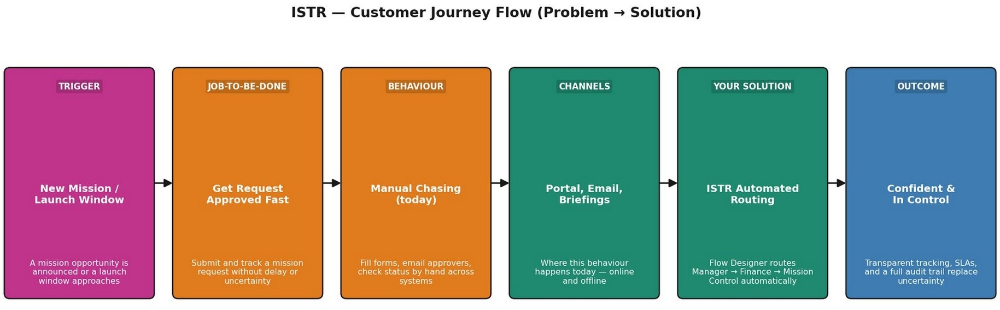 ISTR — Customer Journey Flow (Problem → Solution)
TRIGGER
New Mission /
Launch Window
A mission opportunity is
announced or a launch
window approaches
JOB-TO-BE-DONE
Get Request
Approved Fast
Submit and track a mission
request without delay or
uncertainty
BEHAVIOUR
Manual Chasing
(today)
Fill forms, email approvers,
check status by hand across
systems
CHANNELS
Portal, Email,
Briefings
Where this behaviour
happens today — online
and offline
YOUR SOLUTION
ISTR Automated
Routing
Flow Designer routes
Manager → Finance → Mission
Control automatically
OUTCOME
Confident &
In Control
Transparent tracking, SLAs,
and a full audit trail replace
uncertainty